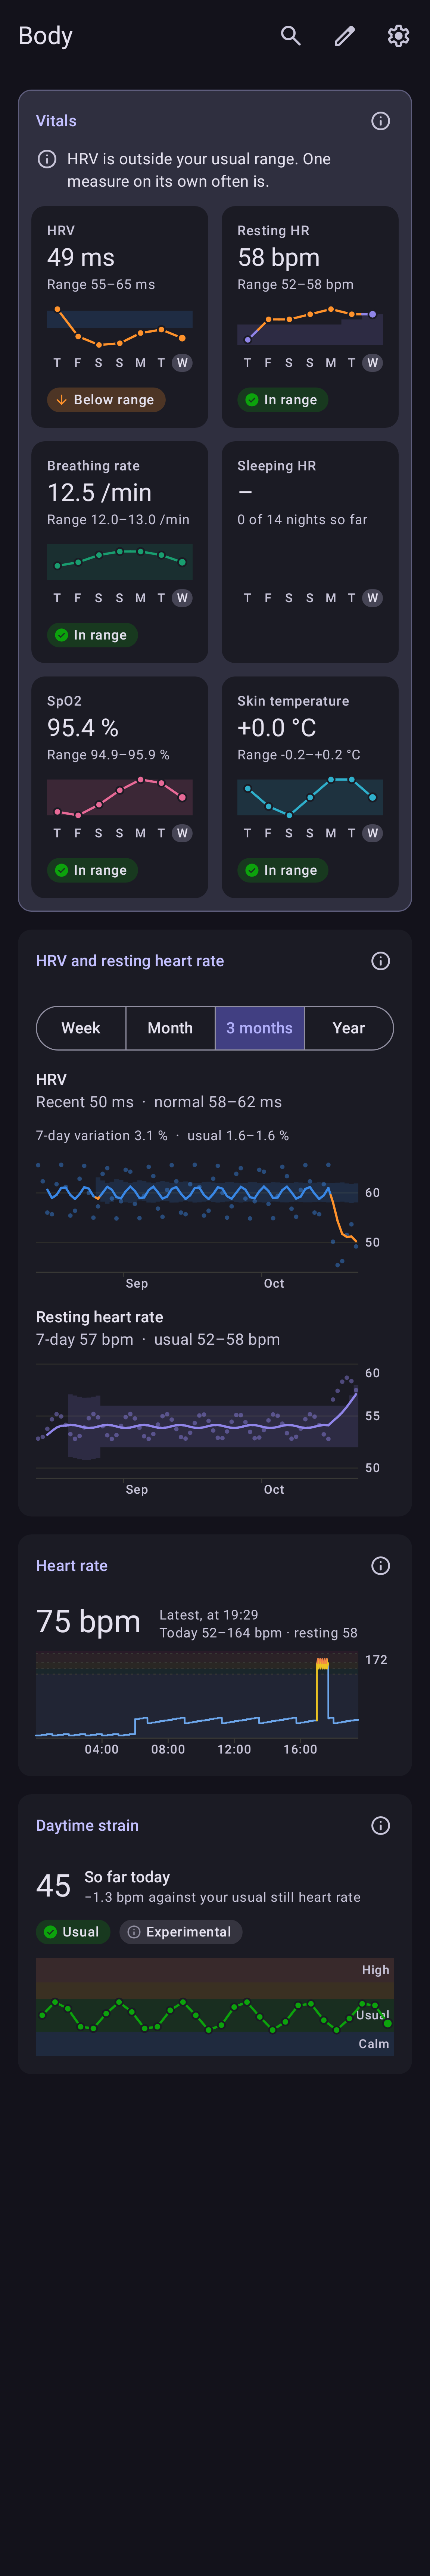 Body
Vitals
HRV is outside your usual range. One
measure on its own often is.
HRV
49 ms
Range 55–65 ms
T F S S M T W
Below range
Resting HR
58 bpm
Range 52–58 bpm
T F S S M T W
In range
Breathing rate
12.5 /min
Range 12.0–13.0 /min
T F S S M T W
In range
Sleeping HR
–
0 of 14 nights so far
T F S S M T W
SpO2
95.4 %
Range 94.9–95.9 %
T F S S M T W
In range
Skin temperature
+0.0 °C
Range -0.2–+0.2 °C
T F S S M T W
In range
HRV and resting heart rate
Week Month 3 months Year
HRV
Recent 50 ms · normal 58–62 ms
7-day variation 3.1 % · usual 1.6–1.6 %
60
50
Sep Oct
Resting heart rate
7-day 57 bpm · usual 52–58 bpm
60
55
50
Sep Oct
Heart rate
75 bpm
Latest, at 19:29
Today 52–164 bpm · resting 58
172
04:00 08:00 12:00 16:00
Daytime strain
45
So far today
−1.3 bpm against your usual still heart rate
Usual
Experimental
High
Usual
Calm